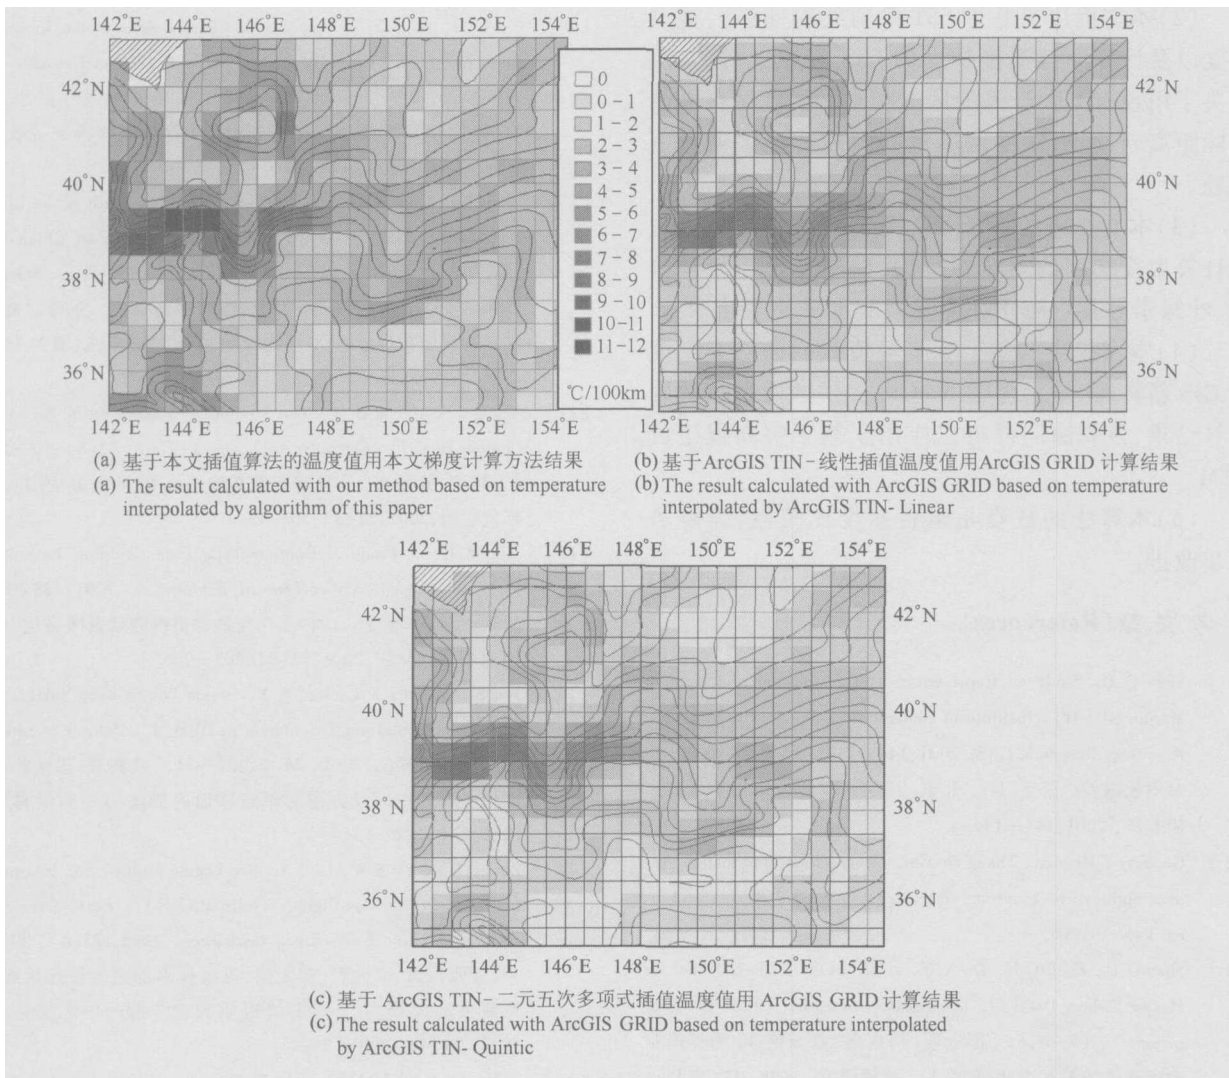 142°E 144°E 146°E 148°E 150°E 152°E 154°E
42°N
40°N
38°N
36°N
142°E 144°E 146°E 148°E 150°E 152°E 154°E
0
0-1
1-2
2-3
3-4
4-5
5-6
6-7
7-8
8-9
9-10
10-11
11-12
℃/100km
142°E 144°E 146°E 148°E 150°E 152°E 154°E
42°N
40°N
38°N
36°N
142°E 144°E 146°E 148°E 150°E 152°E 154°E
(a) 基于本文插值算法的温度值用本文梯度计算方法结果
(a) The result calculated with our method based on temperature
interpolated by algorithm of this paper
(b) 基于ArcGIS TIN-线性插值温度值用ArcGIS GRID 计算结果
(b) The result calculated with ArcGIS GRID based on temperature
interpolated by ArcGIS TIN- Linear
142°E 144°E 146°E 148°E 150°E 152°E 154°E
42°N 42°N
40°N 40°N
38°N 38°N
36°N 36°N
142°E 144°E 146°E 148°E 150°E 152°E 154°E
(c) 基于 ArcGIS TIN-二元五次多项式插值温度值用 ArcGIS GRID计算结果
(c) The result calculated with ArcGIS GRID based on temperature interpolated
by ArcGIS TIN- Quintic